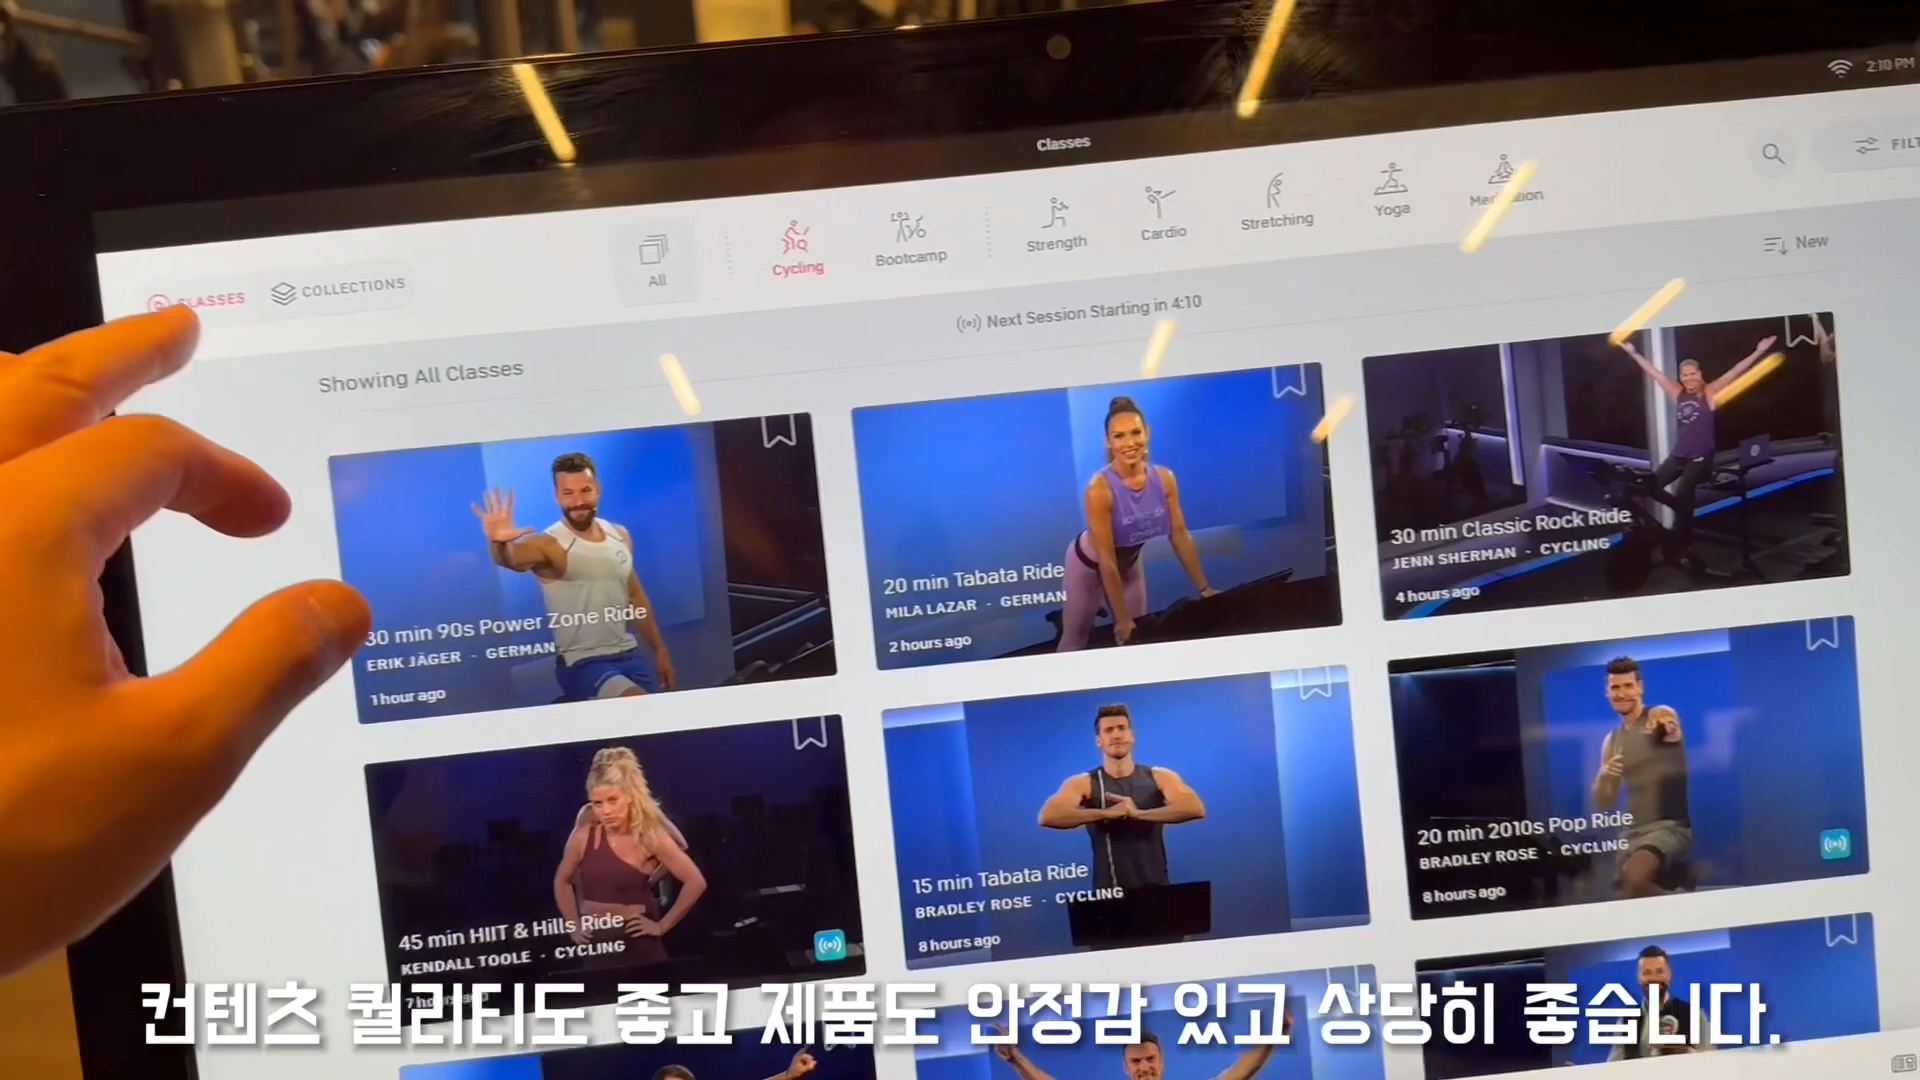 2:10 PM
Classes
CLASSES
COLLECTIONS
All
Cycling
Bootcamp
Strength
Cardio
Stretching
Yoga
New
Next Session Starting in 4:10
Showing All Classes
30 min 90s Power Zone Ride
ERIK JÄGER - GERMAN
1 hour ago
20 min Tabata Ride
MILA LAZAR - GERMAN
2 hours ago
30 min Classic Rock Ride
JENN SHERMAN - CYCLING
4 hours ago
45 min HIIT & Hills Ride
KENDALL TOOLE - CYCLING
15 min Tabata Ride
BRADLEY ROSE - CYCLING
8 hours ago
20 min 2010s Pop Ride
BRADLEY ROSE - CYCLING
8 hours ago
컨텐츠 퀄리티도 좋고 제품도 안정감 있고 상당히 좋습니다.